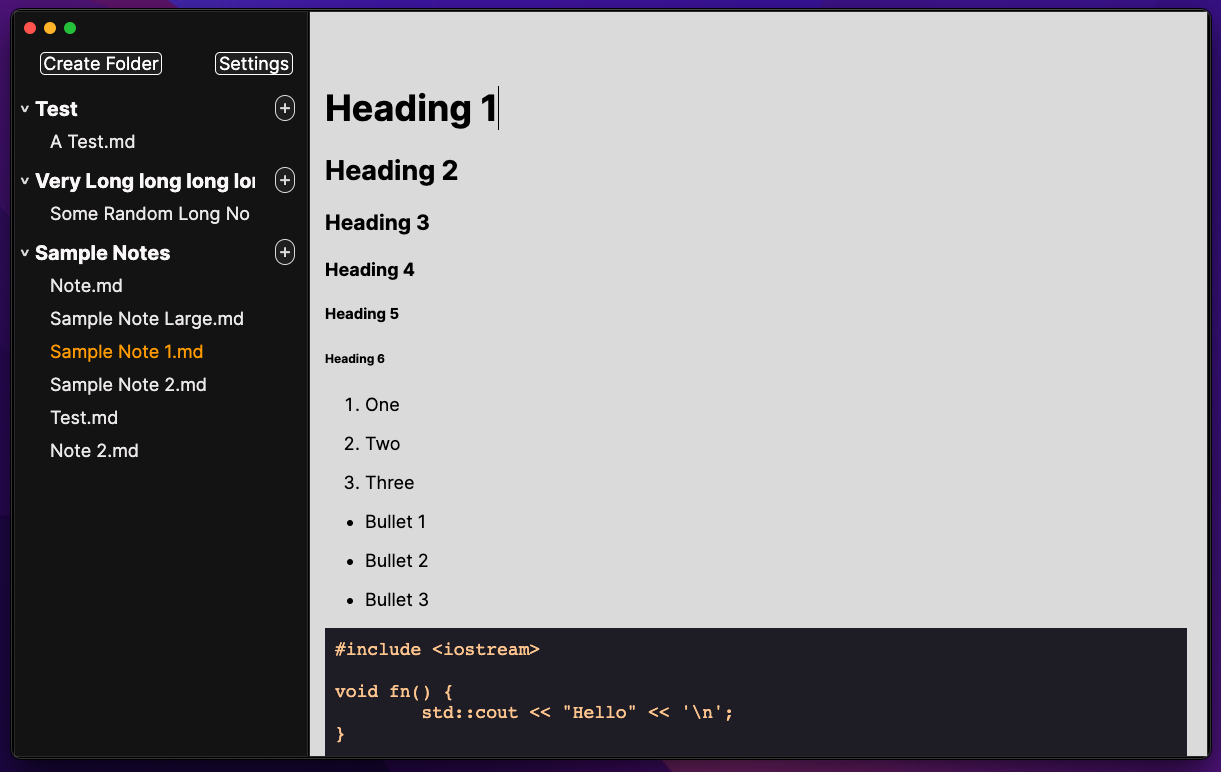 Create Folder
Settings
Test
A Test.md
Very Long long long lo
Some Random Long No
Sample Notes
Note.md
Sample Note Large.md
Sample Note 1.md
Sample Note 2.md
Test.md
Note 2.md
Heading 1
Heading 2
Heading 3
Heading 4
Heading 5
Heading 6
1. One
2. Two
3. Three
• Bullet 1
• Bullet 2
• Bullet 3
#include <iostream>
void fn() {
std::cout << "Hello" << '\n';
}